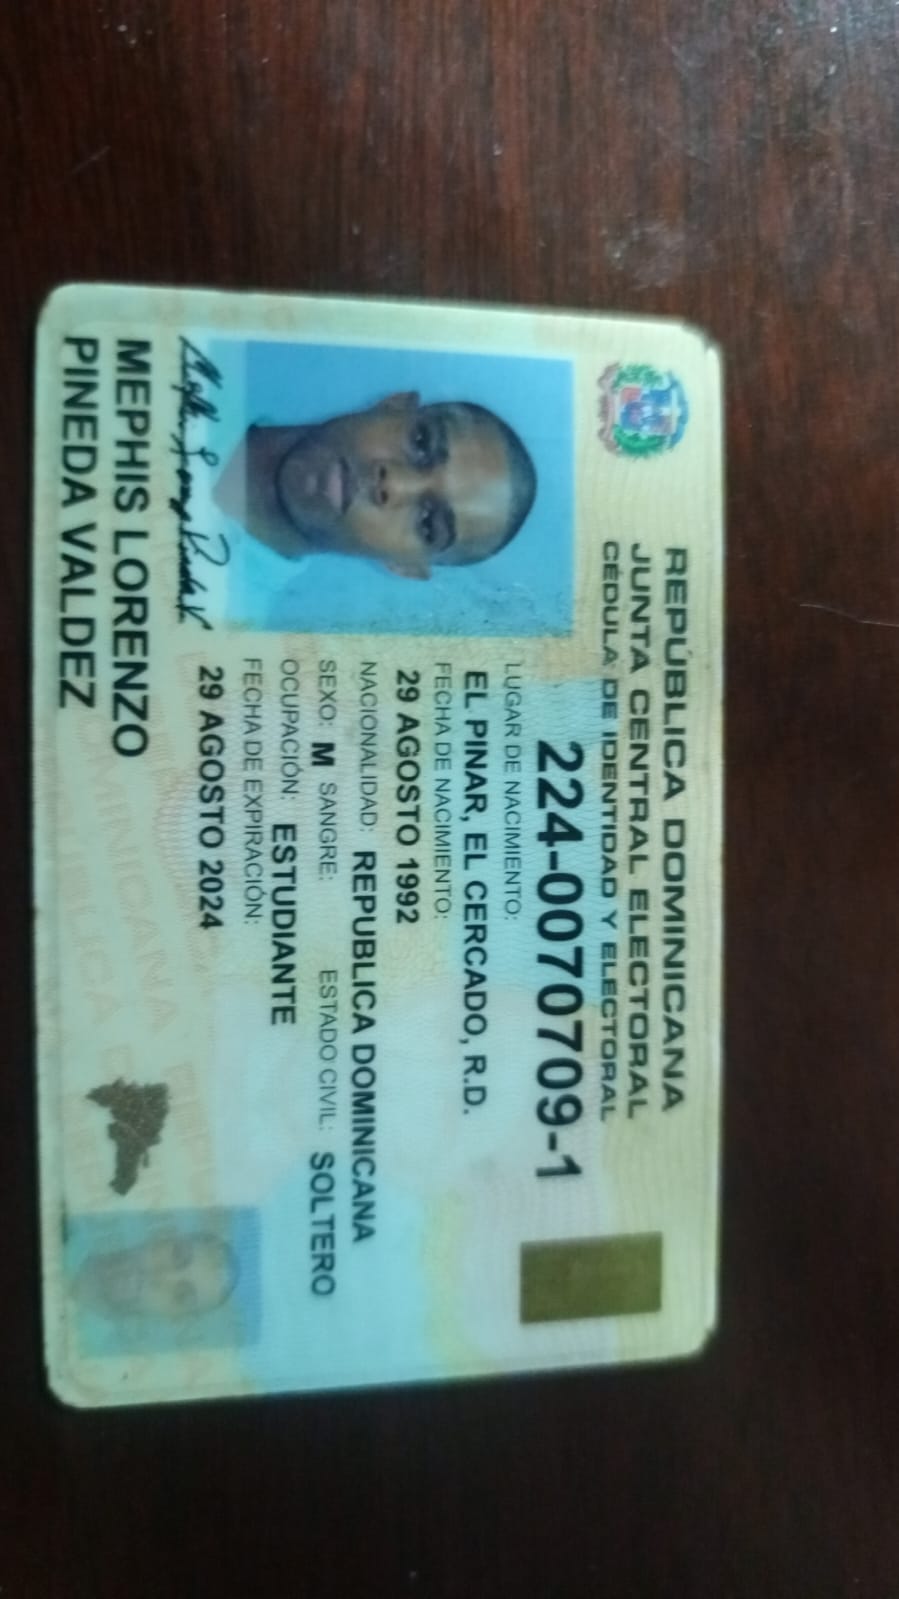 REPÚBLICA DOMINICANA
JUNTA CENTRAL ELECTORAL
CÉDULA DE IDENTIDAD Y ELECTORAL
224-0070709-1
LUGAR DE NACIMIENTO:
EL PINAR, EL CERCADO, R.D.
FECHA DE NACIMIENTO:
29 AGOSTO 1992
NACIONALIDAD: REPUBLICA DOMINICANA
SEXO: M SANGRE: ESTADO CIVIL: SOLTERO
OCUPACIÓN: ESTUDIANTE
FECHA DE EXPIRACIÓN:
29 AGOSTO 2024
MEPHIS LORENZO
PINEDA VALDEZ